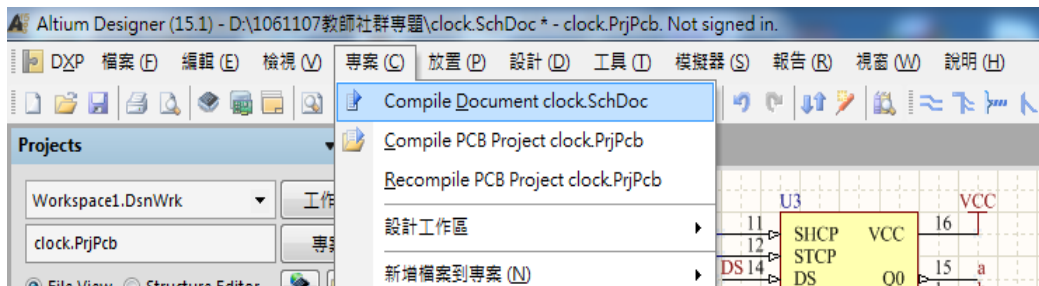 Altium Designer (15.1) - D:\1061107教師社群專題\clock.SchDoc * - clock.PrjPcb. Not signed in.
DXP 檔案 (F) 編輯 (E) 檢視 (V) 專案 (C) 放置 (P) 設計 (D) 工具 (T) 模擬器 (S) 報告 (R) 視窗 (W) 說明 (H)
Compile Document clock.SchDoc
Projects
Compile PCB Project clock.PrjPcb
Recompile PCB Project clock.PrjPcb
Workspace1.DsnWrk
設計工作區
clock.PrjPcb
新增檔案到專案 (N)
File View Structure Editor
U3 VCC
11 SHCP VCC 16
12 STCP
DS 14 DS Q0 15 a